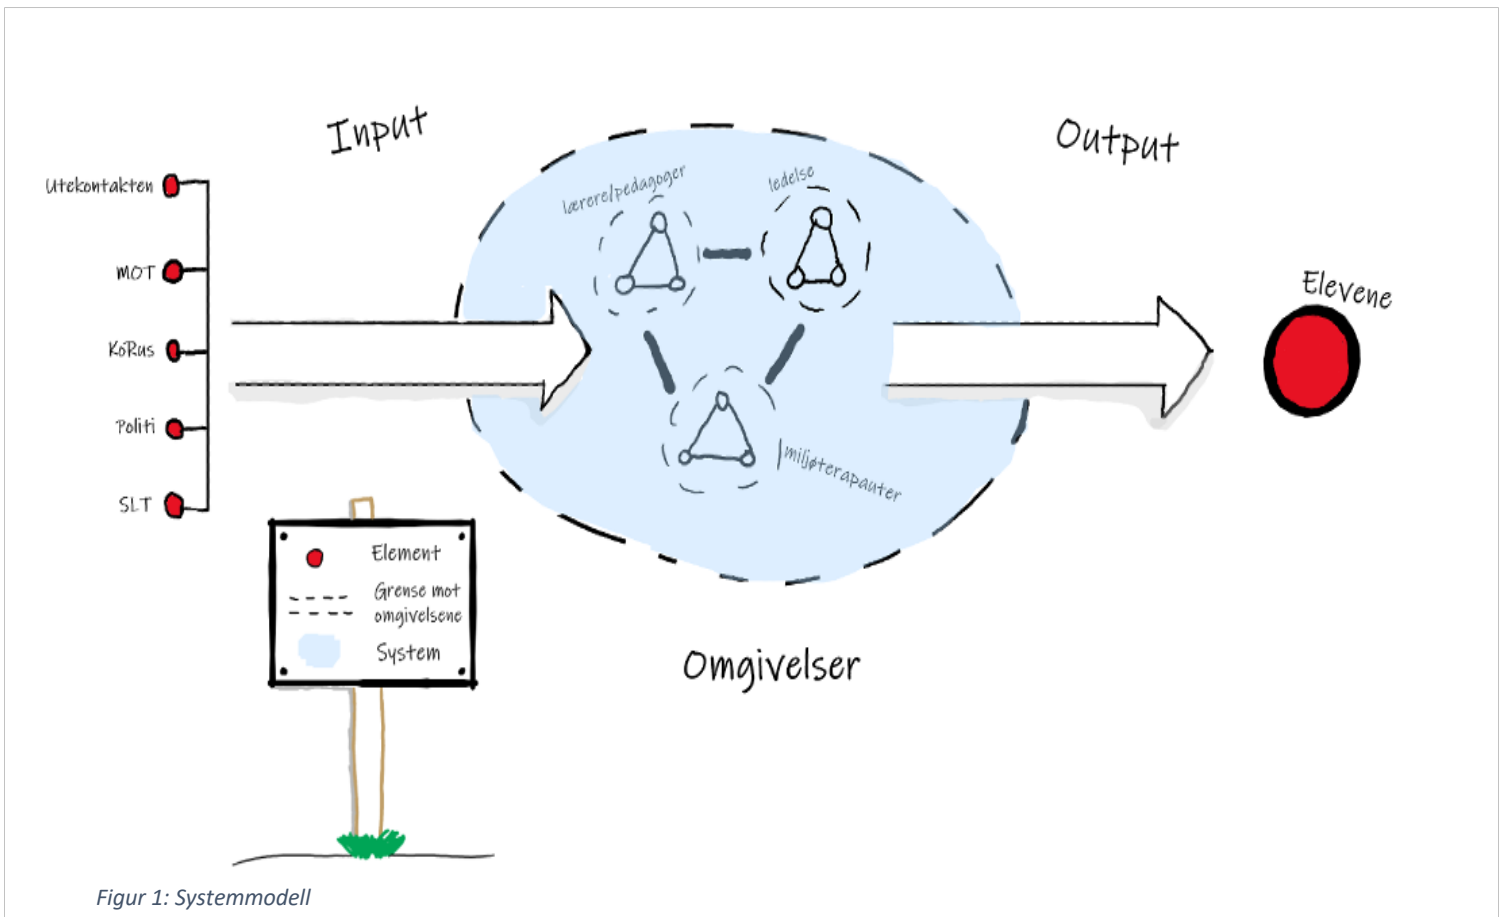 Input
Output
Utekontakten
MOT
KoRus
Politi
SLT
lærere/pedagoger
ledelse
miljøterapauter
Elevene
Element
Grense mot
omgivelsene
System
Omgivelser
Figur 1: Systemmodell